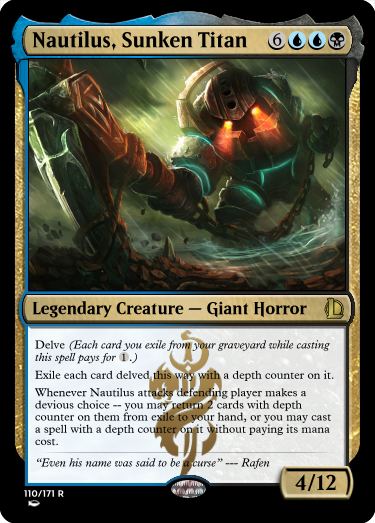 Nautilus, Sunken Titan 6
Legendary Creature — Giant Horror
Delve (Each card you exile from your graveyard while casting
this spell pays for 1.)
Exile each card delved this way with a depth counter on it.
Whenever Nautilus attacks defending player makes a
devious choice -- you may return 2 cards with depth
counter on them from exile to your hand, or you may cast
a spell with a depth counter on it without paying its mana
cost.
“Even his name was said to be a curse” --- Rafen
4/12
110/171 R